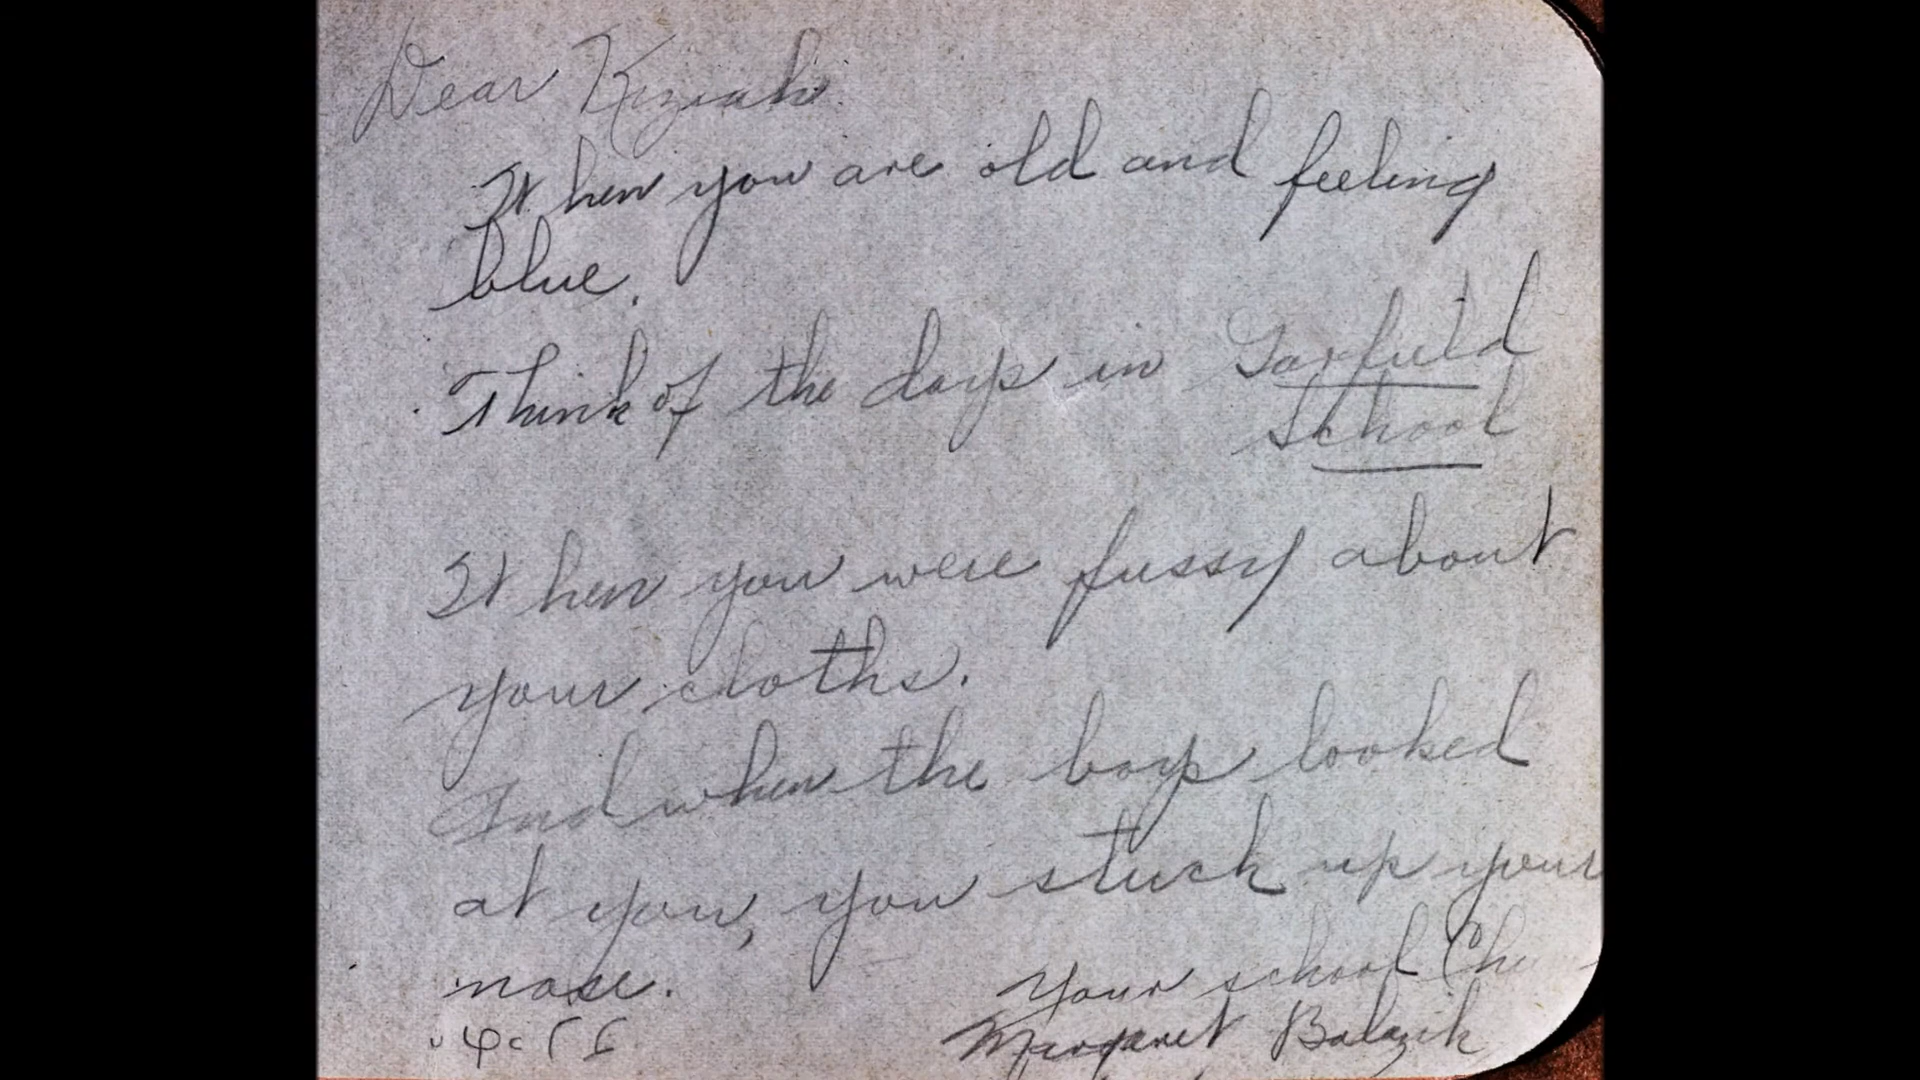 Dear Keziah
When you are old and feeling
blue.
Think of the days in Garfield
School
When you were fussy about
your cloths.
And when the boys looked
at you, you stuck up your
nose.
Your school
Margaret Balazik